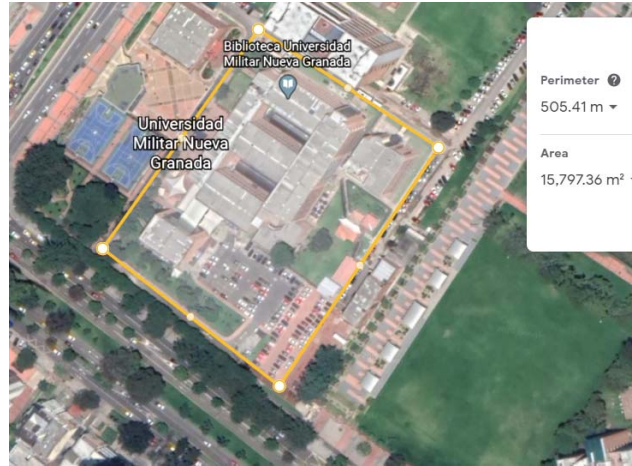 Biblioteca Universidad
Militar Nueva Granada
Universidad
Militar Nueva
Granada
Perimeter
505.41 m
Area
15,797.36 m²